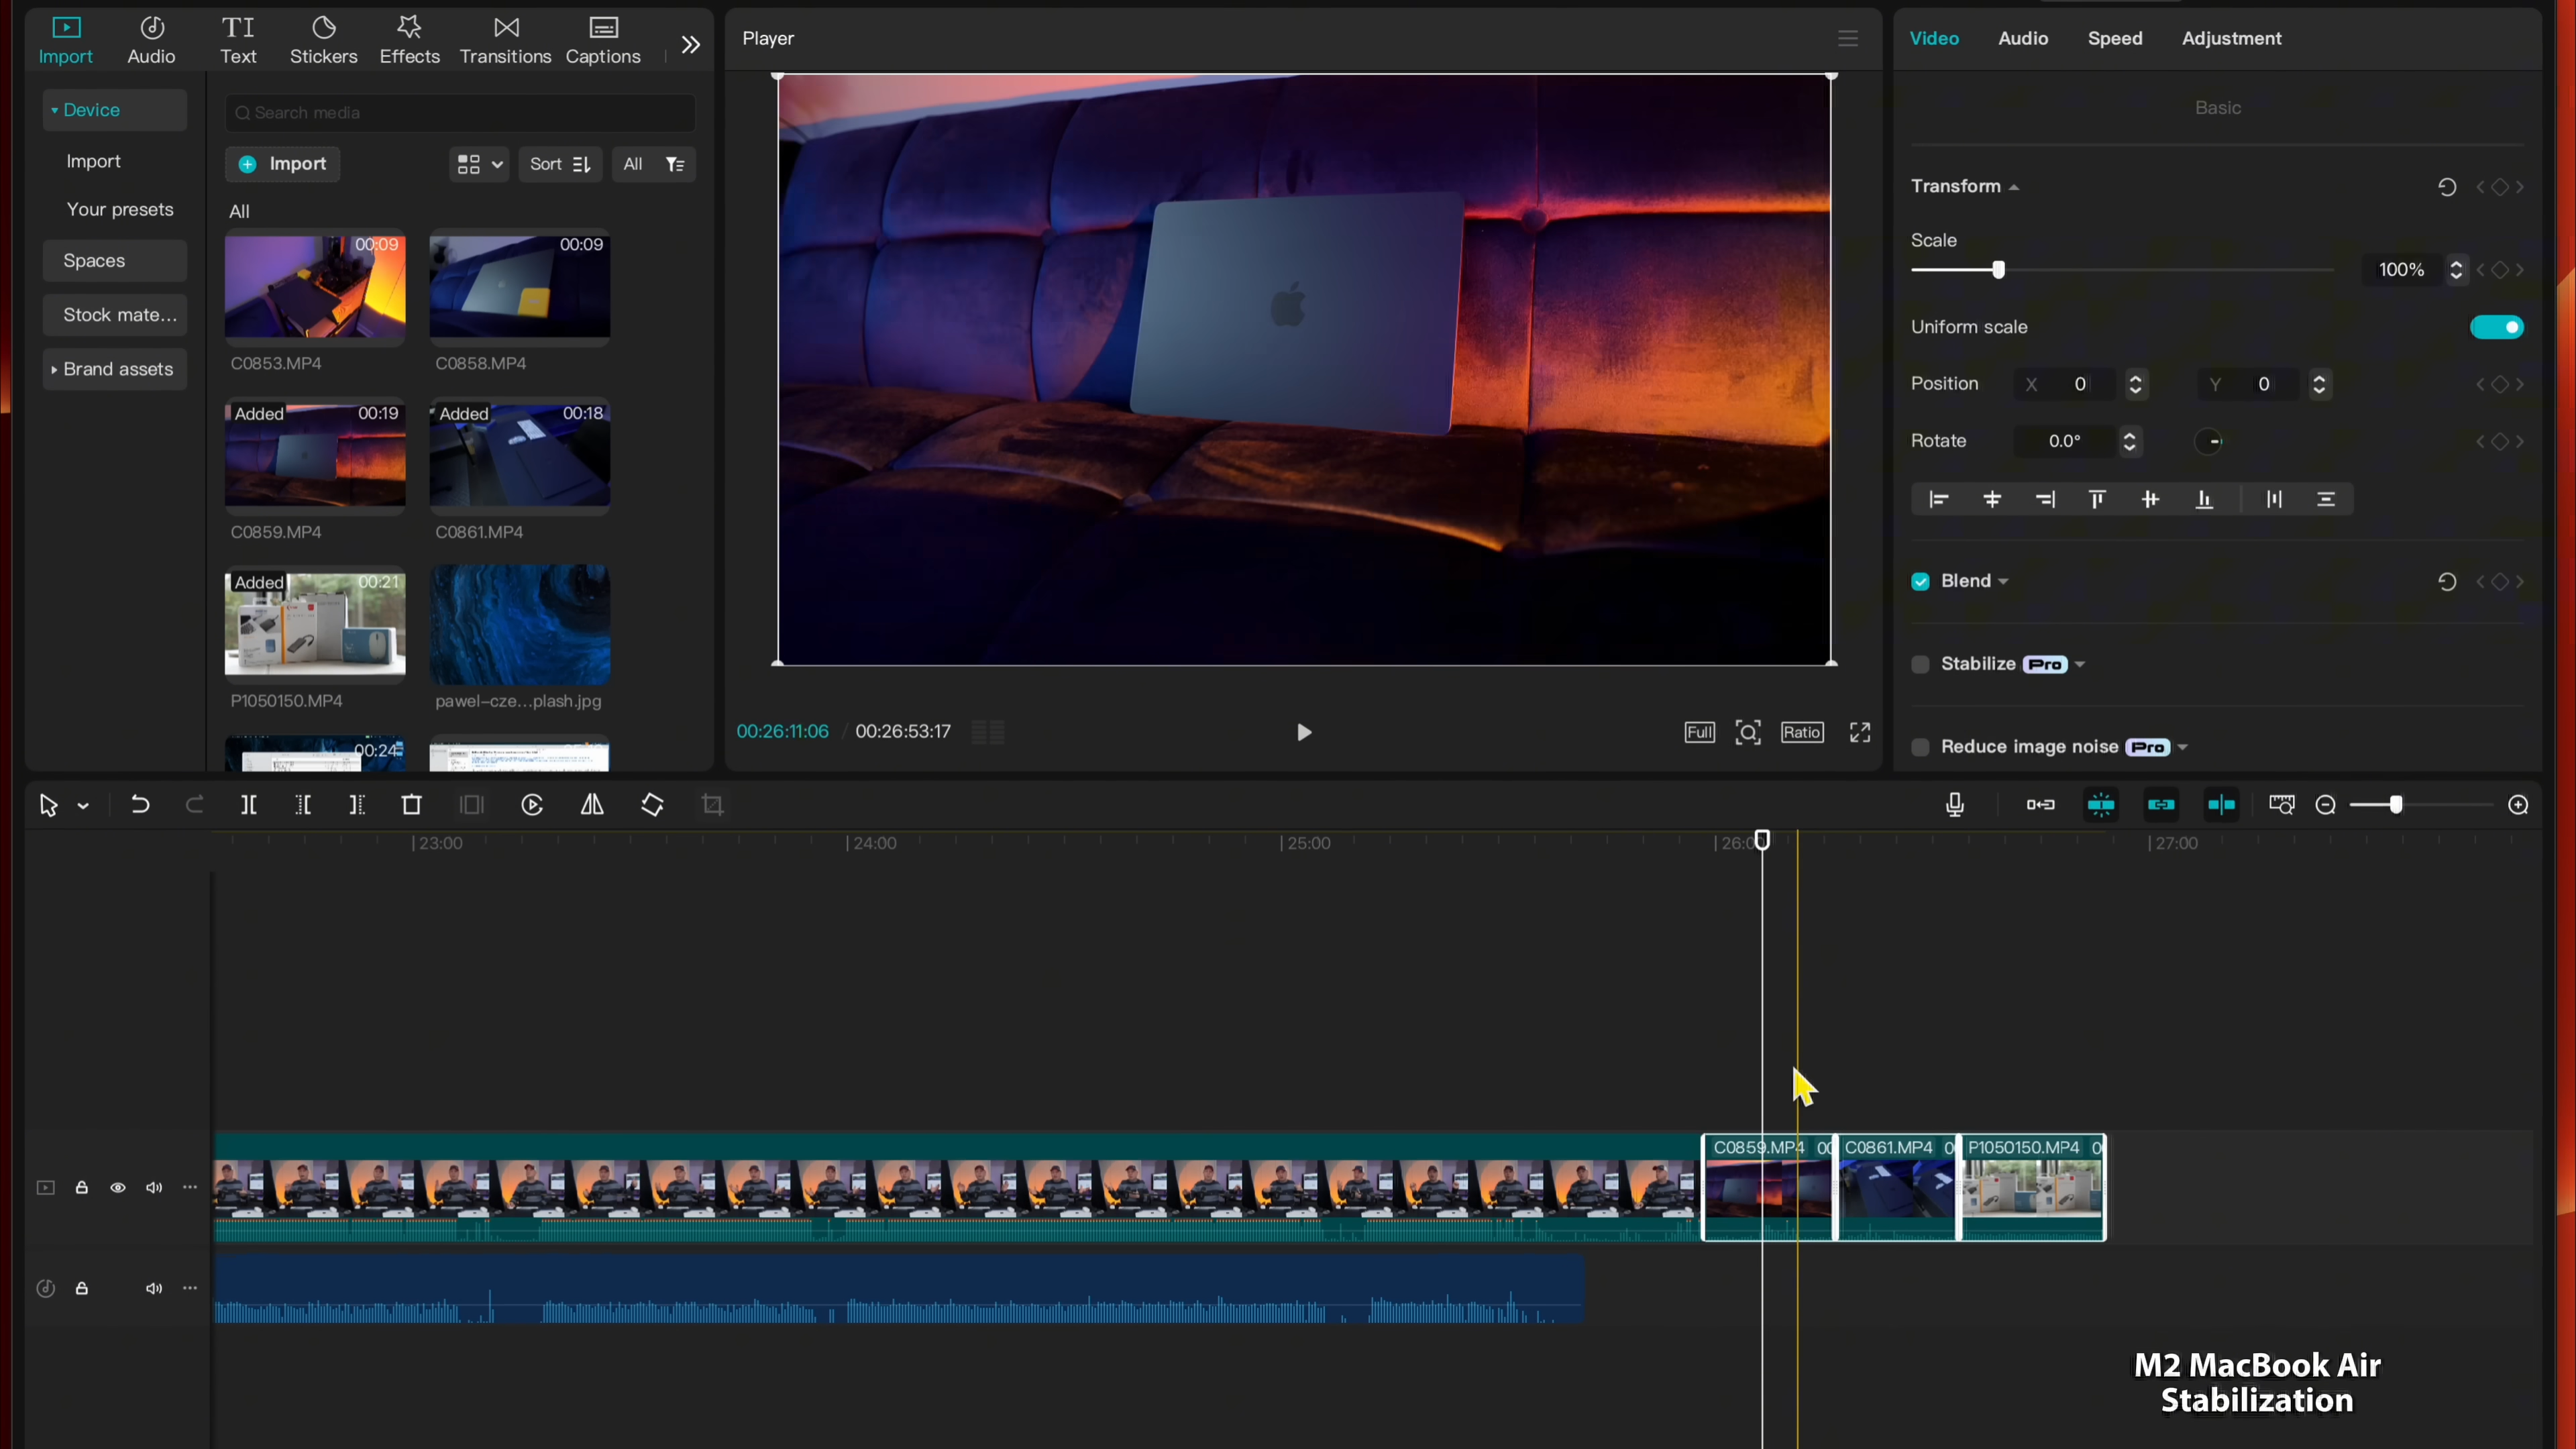 Import Audio Text Stickers Effects Transitions Captions
Device
Import
Your presets
Spaces
Stock mate...
Brand assets
Search media
Import Sort All
All
00:09 00:09
C0853.MP4 C0858.MP4
Added 00:19 Added 00:18
C0859.MP4 C0861.MP4
Added 00:21
P1050150.MP4 pawel-cze...plash.jpg
00:24
Player
00:26:11:06 / 00:26:53:17 Full Ratio
Video Audio Speed Adjustment
Basic
Transform
Scale
100%
Uniform scale
Position X 0 Y 0
Rotate 0.0°
Blend
Stabilize Pro
Reduce image noise Pro
23:00 24:00 25:00 26:00 27:00
C0859.MP4 C0861.MP4 P1050150.MP4
M2 MacBook Air
Stabilization